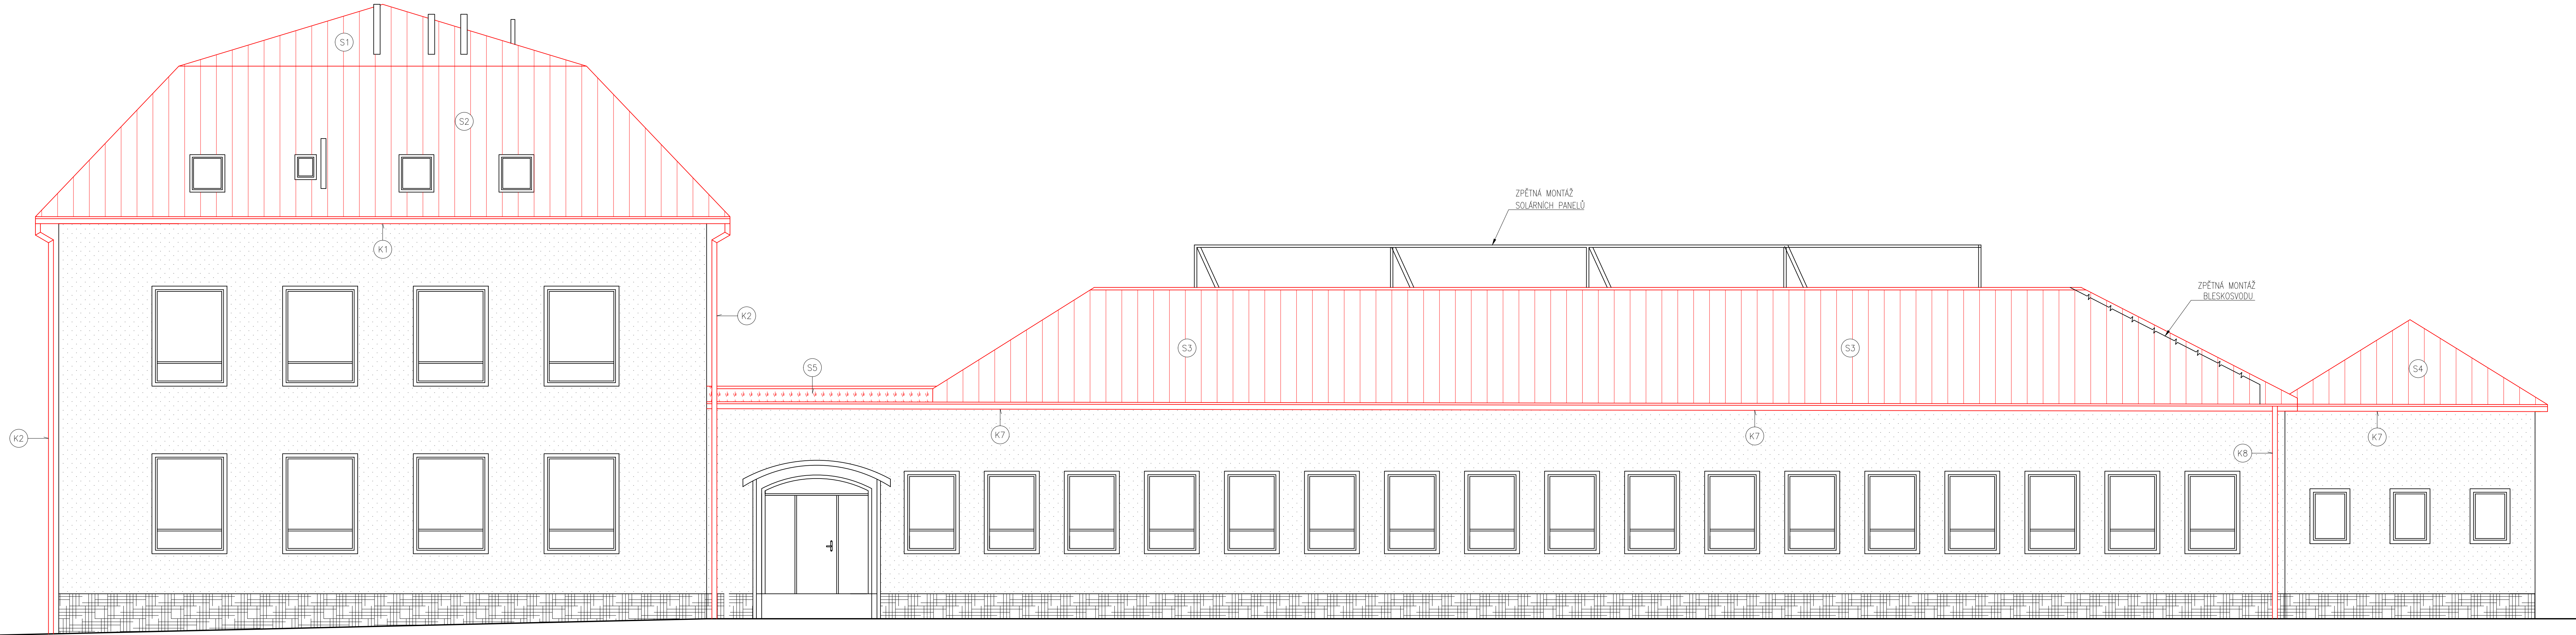 S1
S2
K1
K2
K2
S5
ZPĚTNÁ MONTÁŽ
SOLÁRNÍCH PANELŮ
ZPĚTNÁ MONTÁŽ
BLESKOSVODU
S3
S3
S4
K7
K7
K7
K8